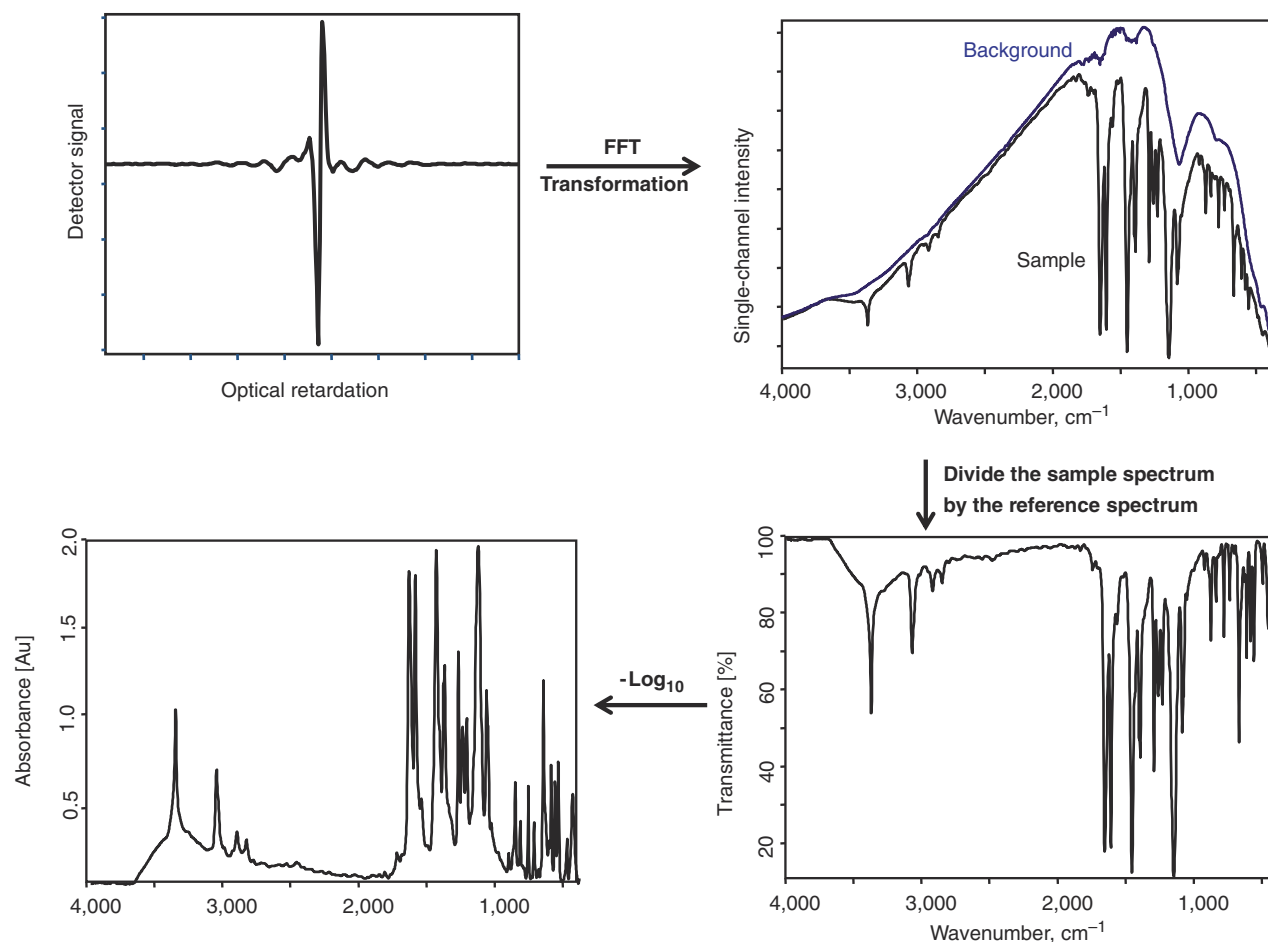 Detector signal
Optical retardation
FFT
Transformation
Single-channel intensity
Background
Sample
4,000 3,000 2,000 1,000
Wavenumber, cm⁻¹
Divide the sample spectrum
by the reference spectrum
Absorbance [Au]
2.0
1.5
1.0
0.5
4,000 3,000 2,000 1,000
-Log₁₀
Transmittance [%]
100
80
60
40
20
4,000 3,000 2,000 1,000
Wavenumber, cm⁻¹